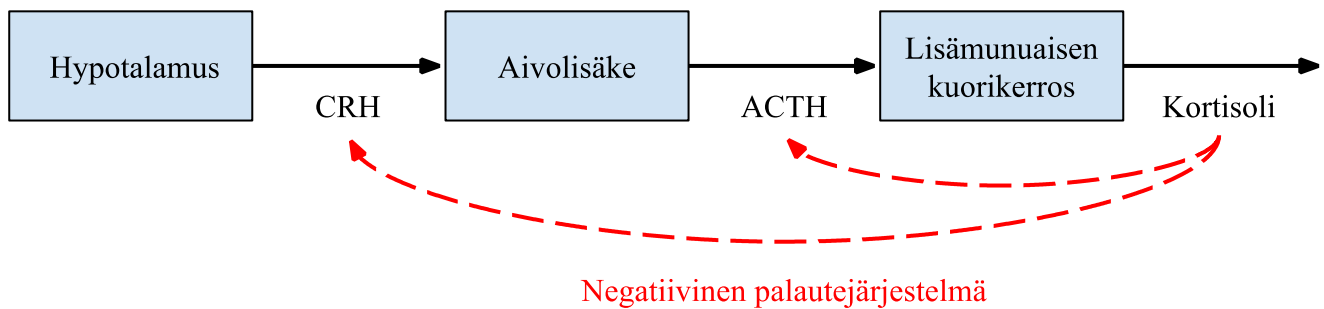 Hypotalamus
Aivolisäke
Lisämunuaisen
kuorikerros
CRH
ACTH
Kortisoli
Negatiivinen palautejärjestelmä